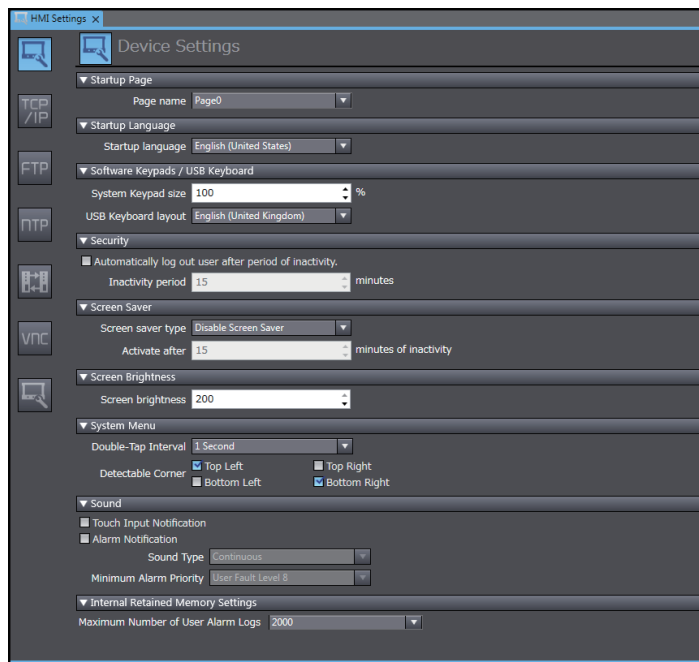 HMI Settings x
Device Settings
TCP
/IP
FTP
NTP
VNC
Startup Page
Page name Page0
Startup Language
Startup language English (United States)
Software Keypads / USB Keyboard
System Keypad size 100 %
USB Keyboard layout English (United Kingdom)
Security
Automatically log out user after period of inactivity.
Inactivity period 15 minutes
Screen Saver
Screen saver type Disable Screen Saver
Activate after 15 minutes of inactivity
Screen Brightness
Screen brightness 200
System Menu
Double-Tap Interval 1 Second
Detectable Corner
Top Left Top Right
Bottom Left Bottom Right
Sound
Touch Input Notification
Alarm Notification
Sound Type Continuous
Minimum Alarm Priority User Fault Level 8
Internal Retained Memory Settings
Maximum Number of User Alarm Logs 2000